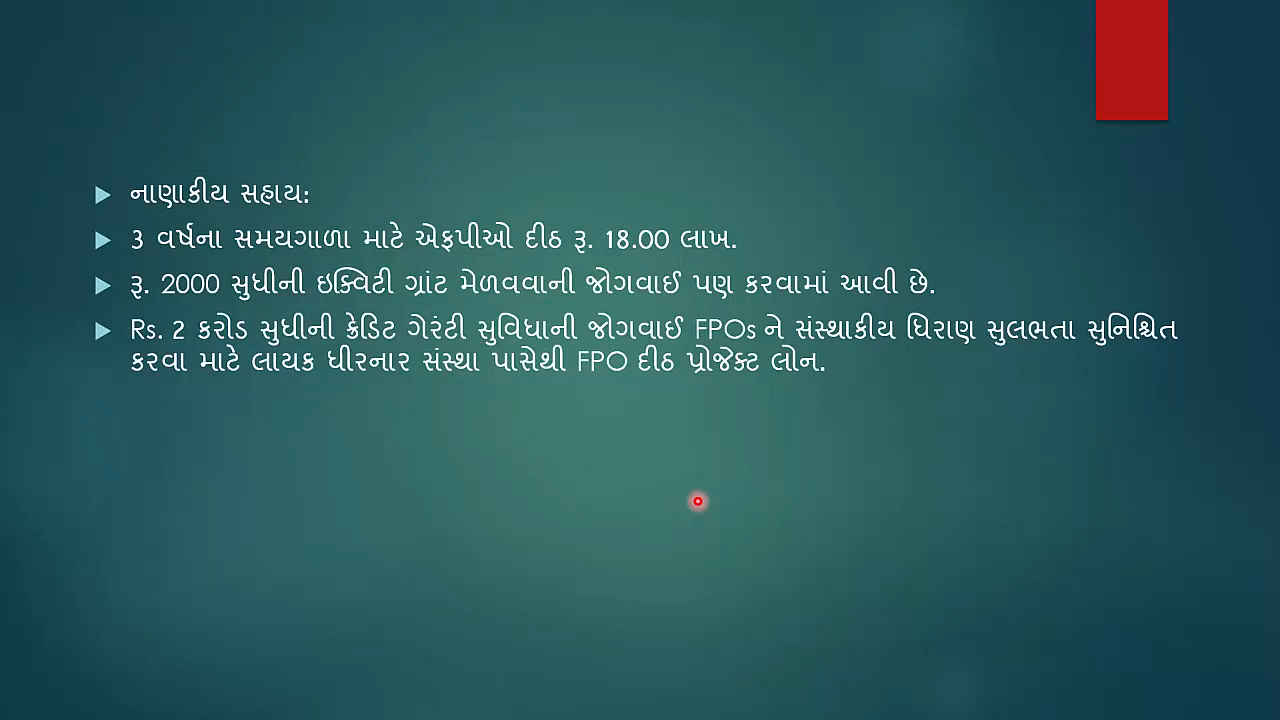 નાણાકીય સહાય:
3 વર્ષના સમયગાળા માટે એફપીઓ દીઠ રૂ. 18.00 લાખ.
રૂ. 2000 સુધીની ઇક્વિટી ગ્રાંટ મેળવવાની જોગવાઈ પણ કરવામાં આવી છે.
Rs. 2 કરોડ સુધીની ક્રેડિટ ગેરંટી સુવિધાની જોગવાઈ FPOs ને સંસ્થાકીય ધિરાણ સુલભતા સુનિશ્ચિત
કરવા માટે લાયક ધીરનાર સંસ્થા પાસેથી FPO દીઠ પ્રોજેક્ટ લોન.